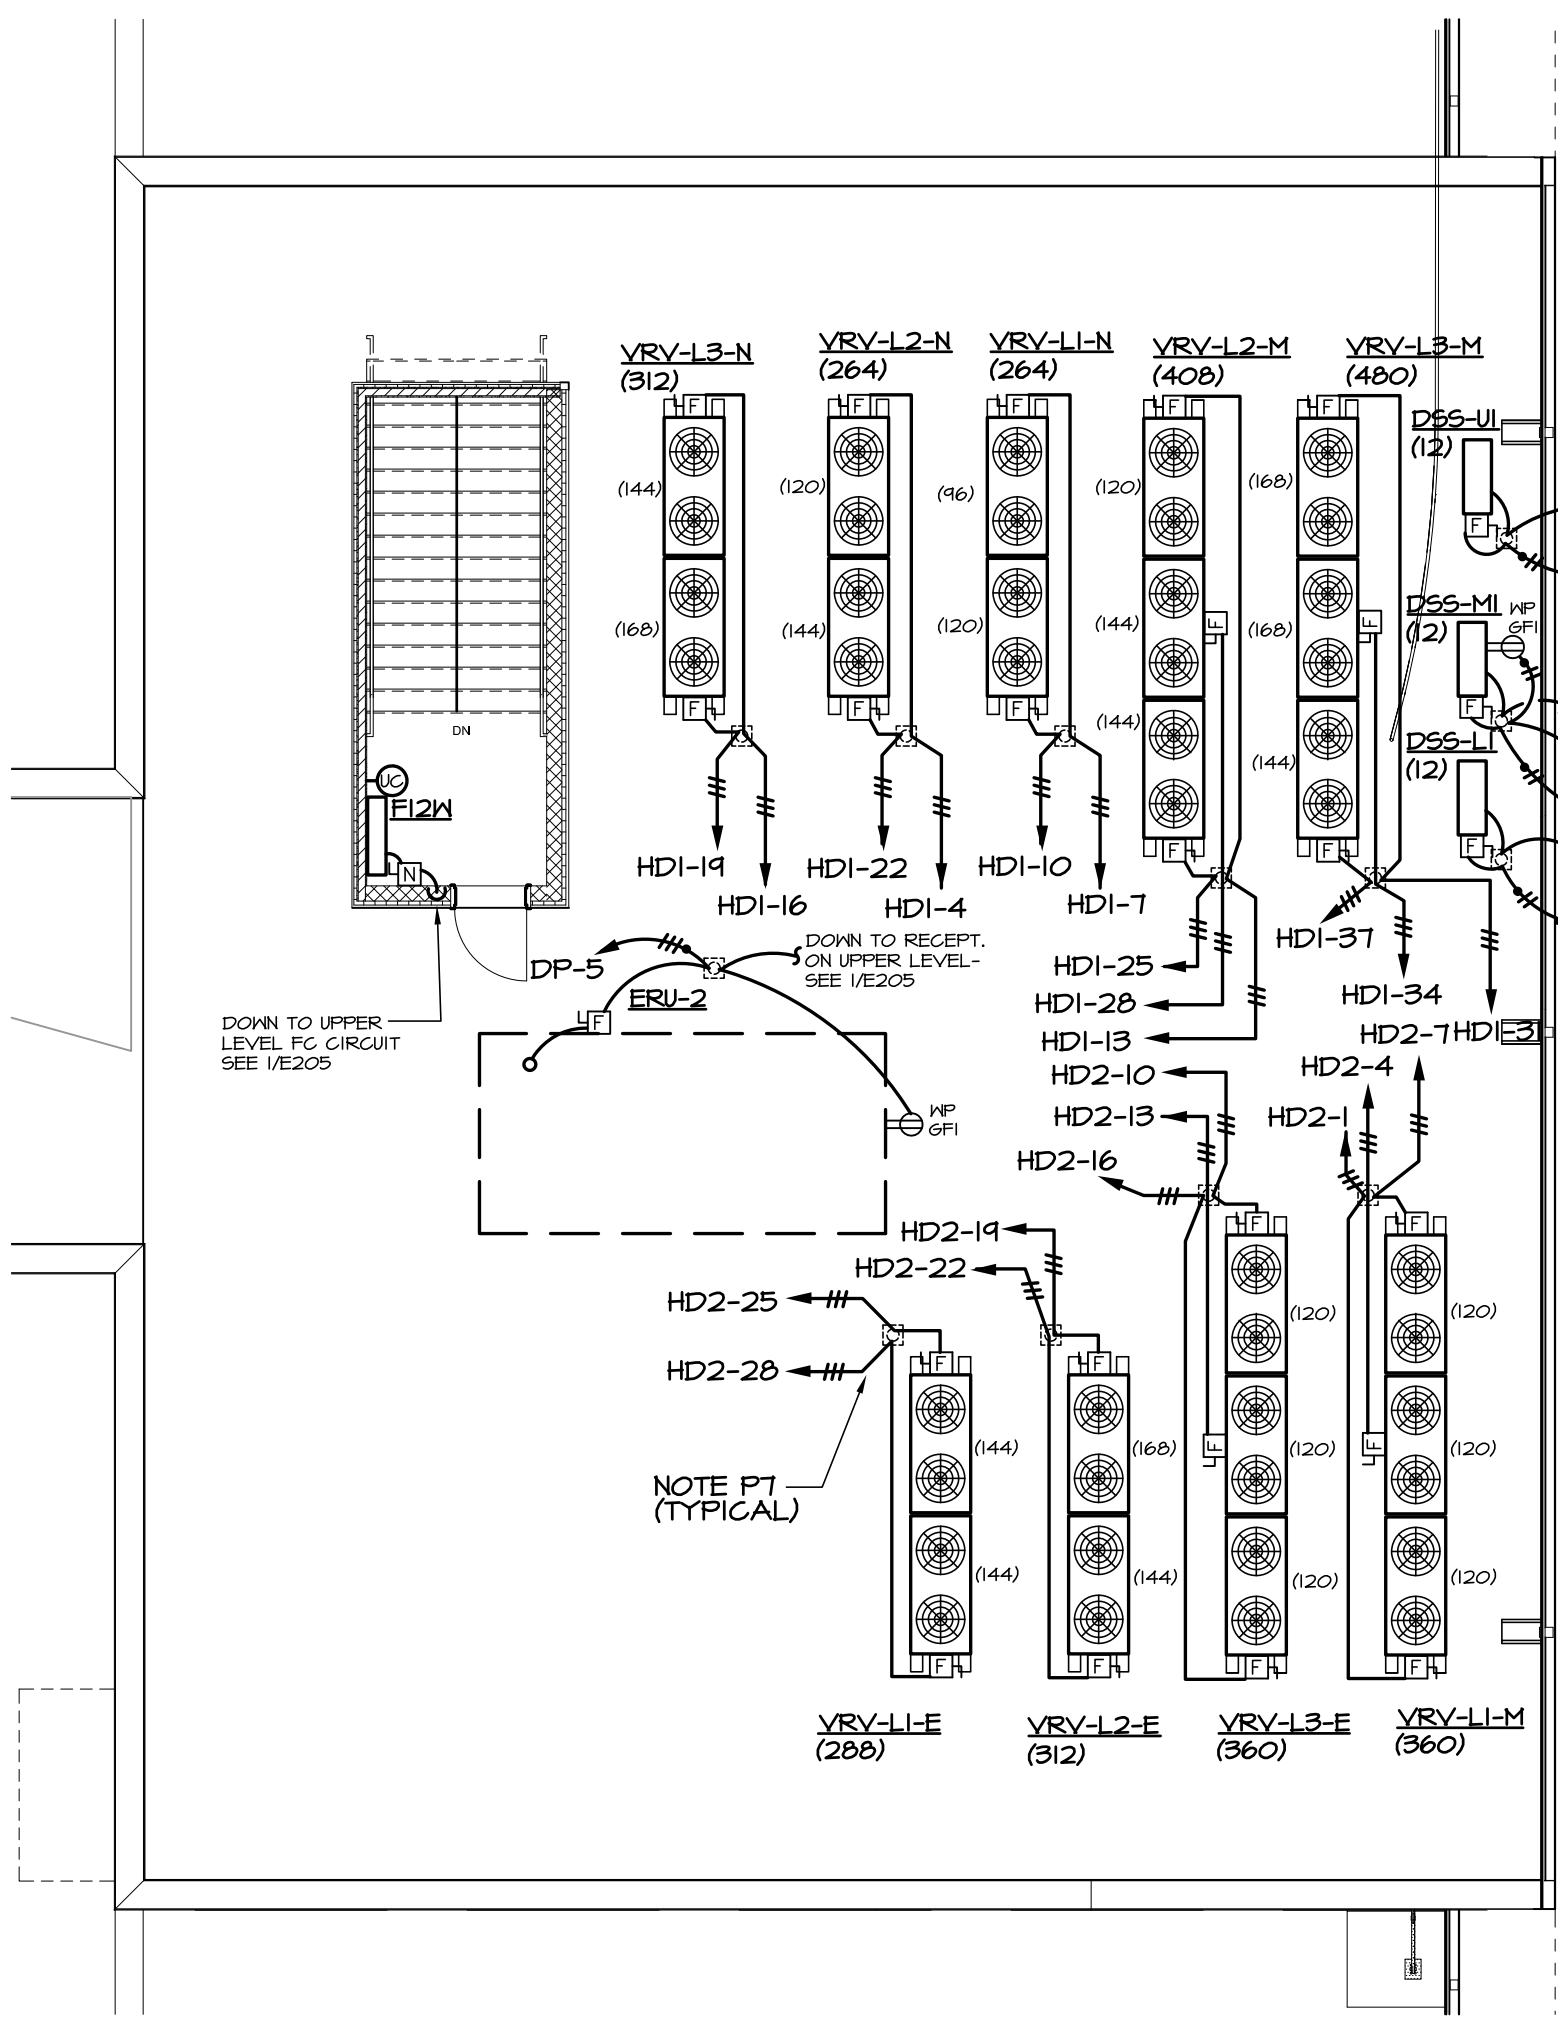 VRV-L3-N
(312)
VRV-L2-N
(264)
VRV-L1-N
(264)
VRV-L2-M
(408)
VRV-L3-M
(480)
DSS-U1
(12)
F
F
F
F
F
(144)
(120)
(96)
(120)
(168)
F
(168)
(144)
(120)
(144)
(168)
F
F
DSS-M1
(12)
WP
GFI
F
F
F
F
(144)
(144)
DSS-L1
(12)
F
F
F
DN
UC
F12W
N
HD1-19
HD1-16
HD1-22
HD1-4
HD1-10
HD1-7
HD1-25
HD1-28
HD1-13
HD1-37
HD1-34
HD1-31
DP-5
DOWN TO RECEPT.
ON UPPER LEVEL-
SEE 1/E205
ERU-2
F
DOWN TO UPPER
LEVEL FC CIRCUIT
SEE 1/E205
WP
GFI
HD2-10
HD2-13
HD2-16
HD2-7
HD2-4
HD2-1
HD2-19
HD2-22
HD2-25
HD2-28
F
F
F
F
(120)
(120)
(144)
(168)
(120)
(120)
F
F
NOTE P7
(TYPICAL)
(144)
(144)
(120)
(120)
F
F
F
F
VRV-L1-E
(288)
VRV-L2-E
(312)
VRV-L3-E
(360)
VRV-L1-M
(360)